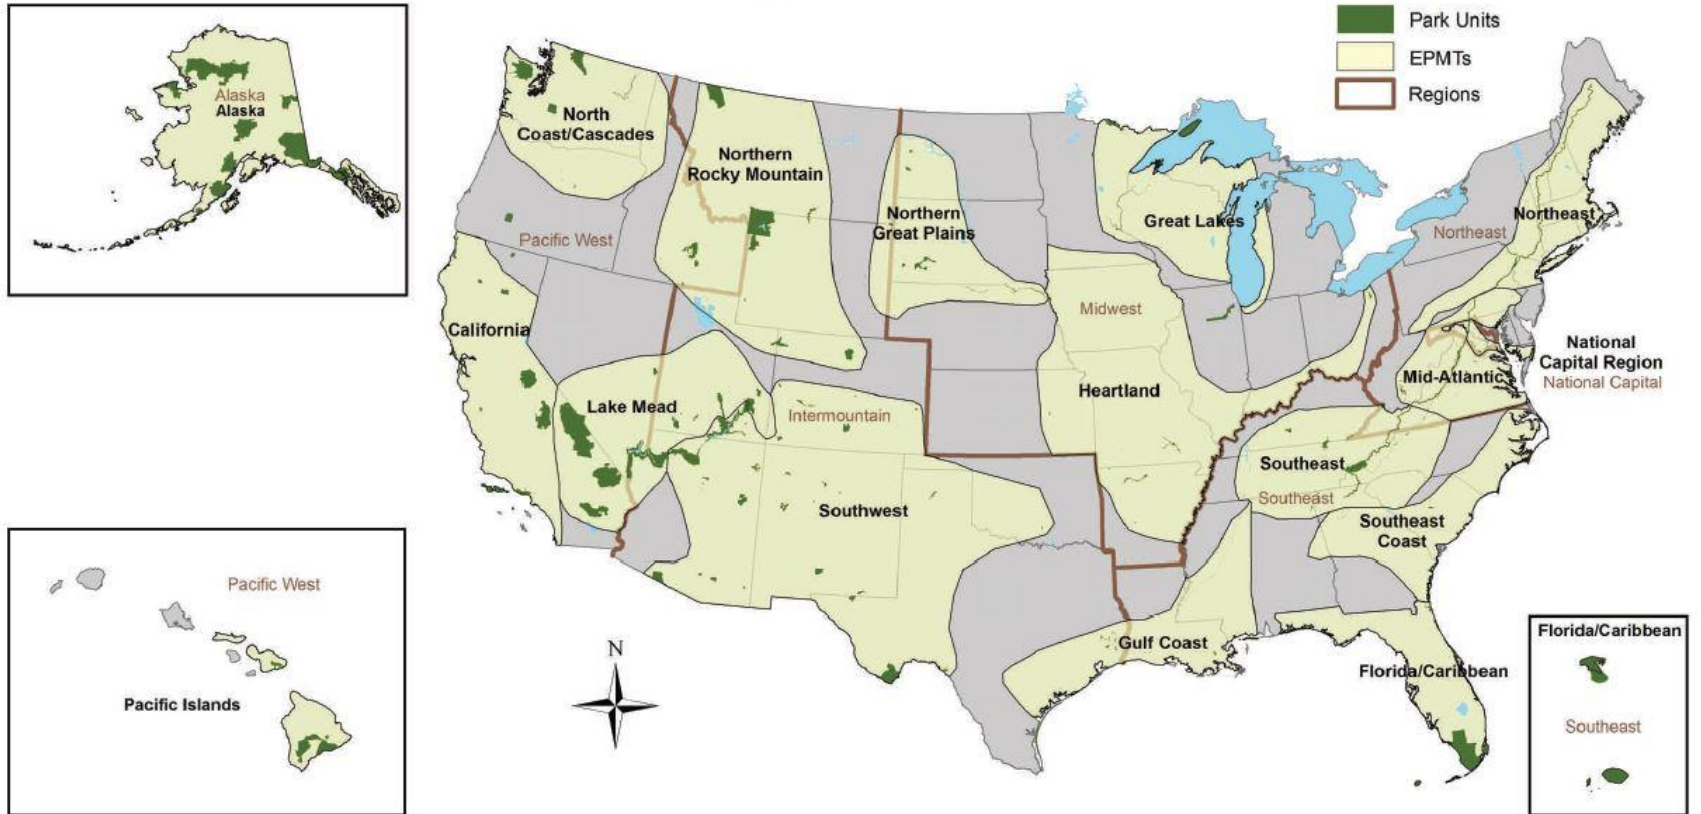 Park Units
EPMTs
Regions
Alaska
Alaska
North
Coast/Cascades
Northern
Rocky Mountain
Northern
Great Plains
Great Lakes
Northeast
Northeast
Pacific West
Midwest
California
National
Capital Region
National Capital
Mid-Atlantic
Heartland
Lake Mead
Intermountain
Southeast
Southeast
Southwest
Southeast
Coast
Pacific West
Pacific Islands
N
Gulf Coast
Florida/Caribbean
Florida/Caribbean
Southeast